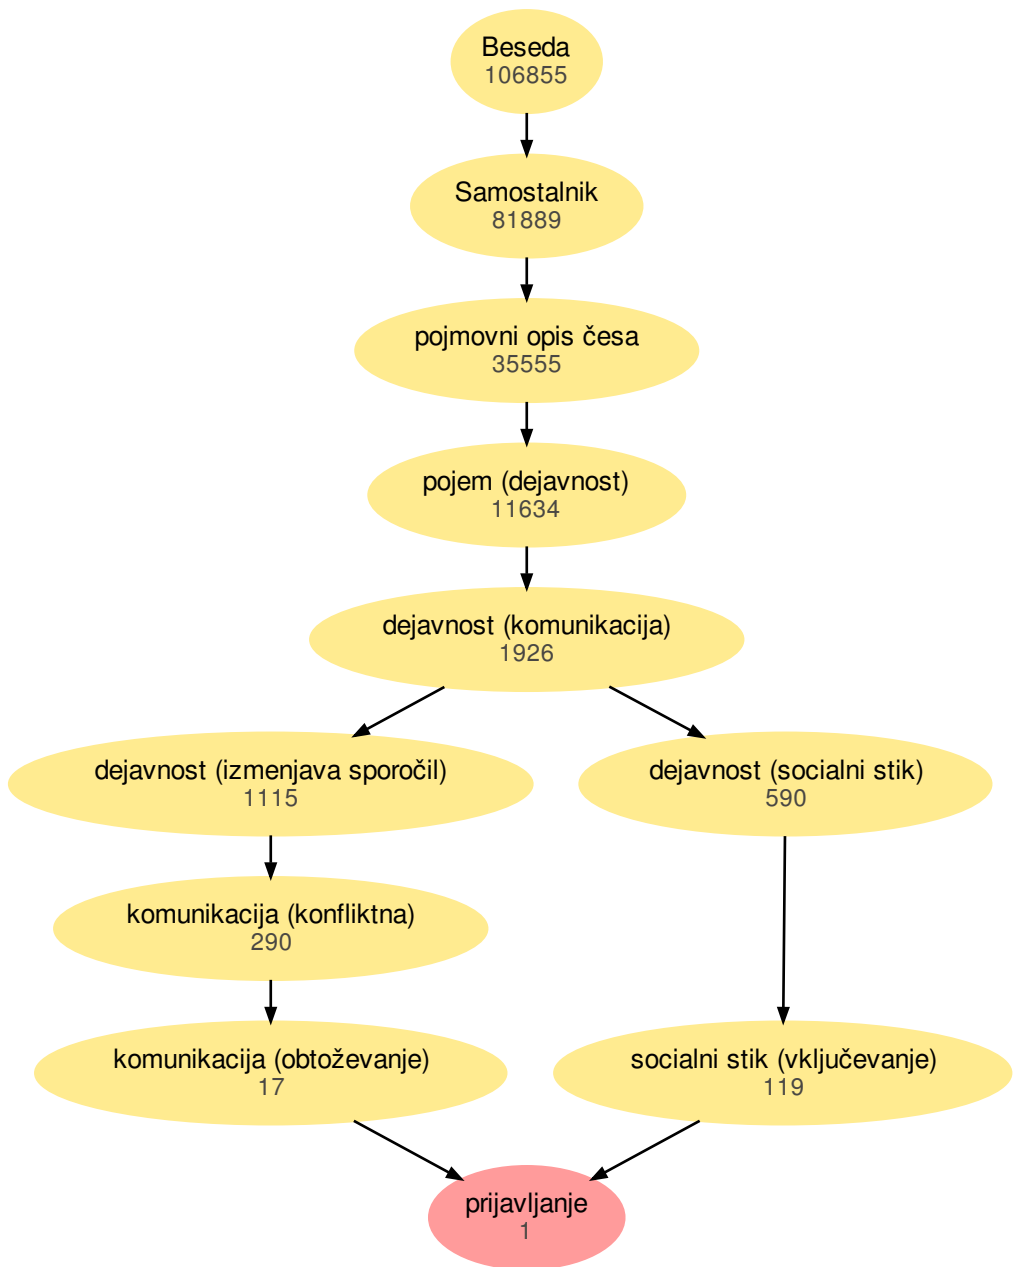 Beseda
106855
Samostalnik
81889
pojmovni opis česa
35555
pojem (dejavnost)
11634
dejavnost (komunikacija)
1926
dejavnost (izmenjava sporočil)
1115
dejavnost (socialni stik)
590
komunikacija (konfliktna)
290
komunikacija (obtoževanje)
17
socialni stik (vključevanje)
119
prijavljanje
1